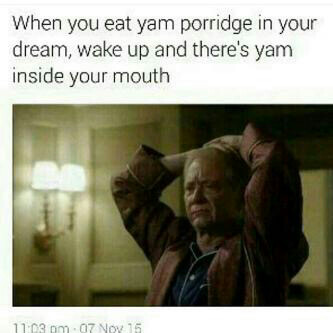 When you eat yam porridge in your
dream, wake up and there's yam
inside your mouth
11:03 pm · 07 Nov 15